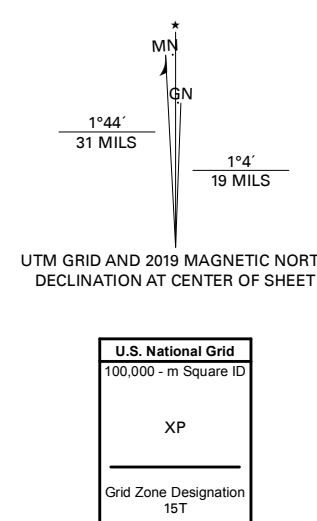 MN
GN
1°44´
31 MILS
1°4´
19 MILS
UTM GRID AND 2019 MAGNETIC NORT
DECLINATION AT CENTER OF SHEET
U.S. National Grid
100,000 - m Square ID
XP
Grid Zone Designation
15T